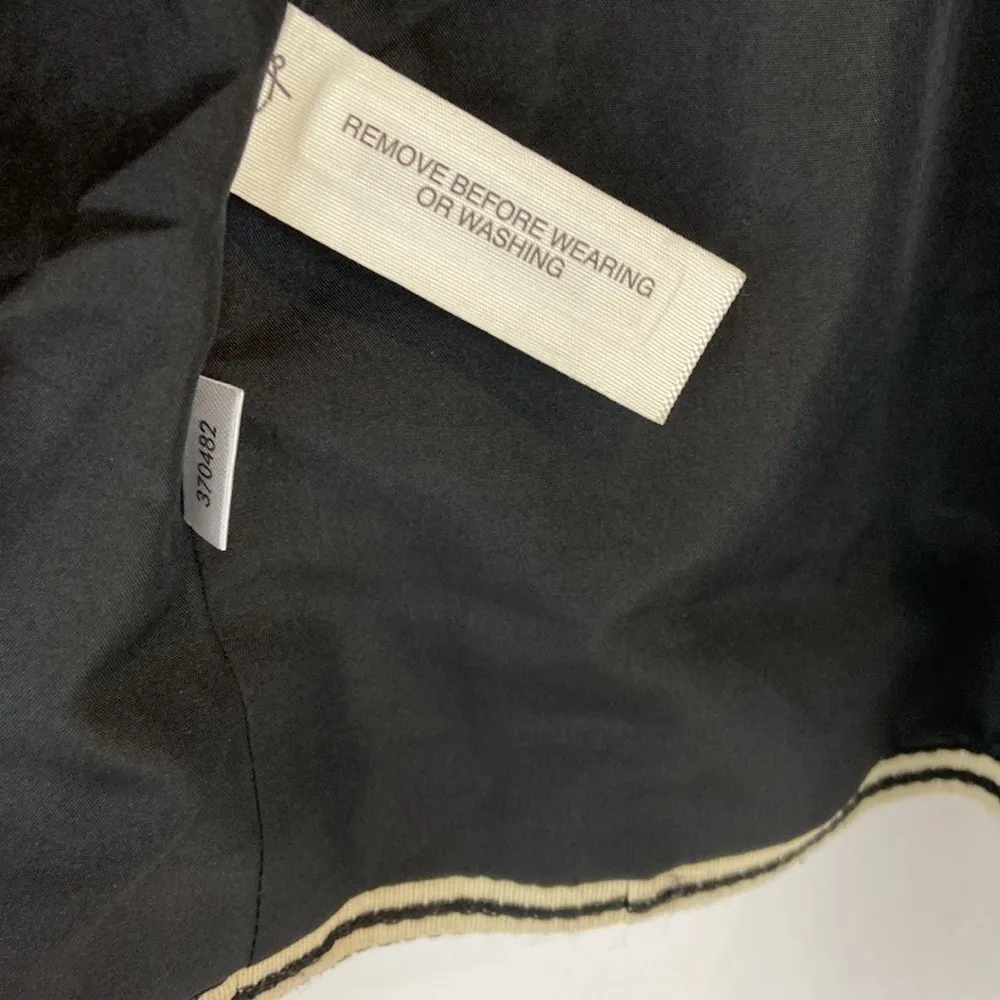 REMOVE BEFORE WEARING
OR WASHING
370482